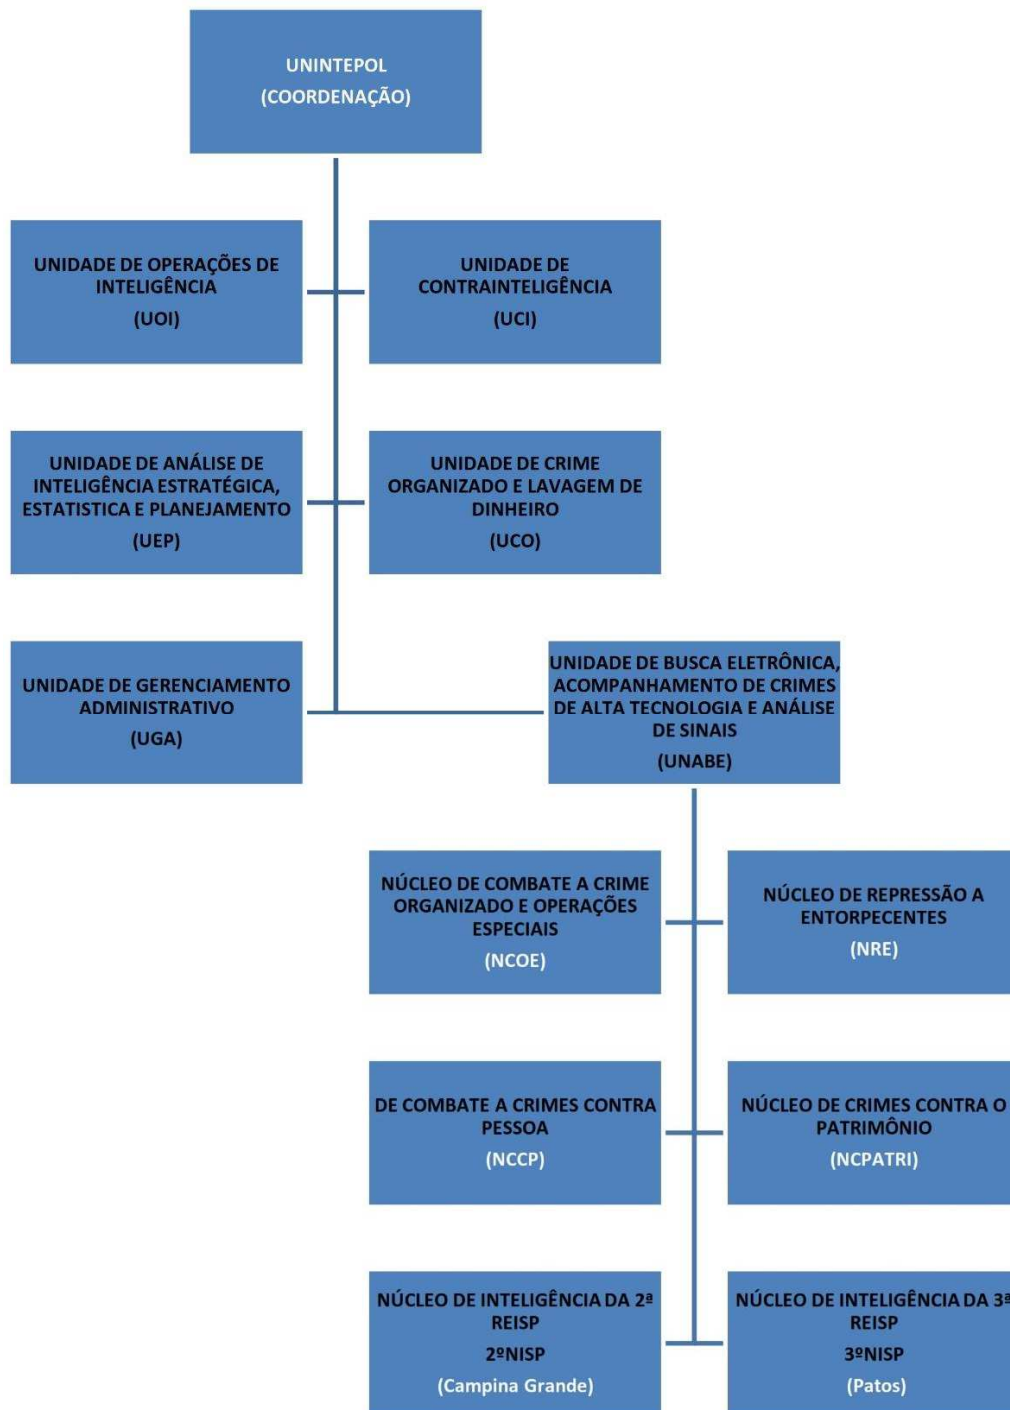 UNINTEPOL
(COORDENAÇÃO)
UNIDADE DE OPERAÇÕES DE
INTELIGÊNCIA
(UOI)
UNIDADE DE
CONTRAINTELIGÊNCIA
(UCI)
UNIDADE DE ANÁLISE DE
INTELIGÊNCIA ESTRATÉGICA,
ESTATISTICA E PLANEJAMENTO
(UEP)
UNIDADE DE CRIME
ORGANIZADO E LAVAGEM DE
DINHEIRO
(UCO)
UNIDADE DE GERENCIAMENTO
ADMINISTRATIVO
(UGA)
UNIDADE DE BUSCA ELETRÔNICA,
ACOMPANHAMENTO DE CRIMES
DE ALTA TECNOLOGIA E ANÁLISE
DE SINAIS
(UNABE)
NÚCLEO DE COMBATE A CRIME
ORGANIZADO E OPERAÇÕES
ESPECIAIS
(NCOE)
NÚCLEO DE REPRESSÃO A
ENTORPECENTES
(NRE)
DE COMBATE A CRIMES CONTRA
PESSOA
(NCCP)
NÚCLEO DE CRIMES CONTRA O
PATRIMÔNIO
(NCPATRI)
NÚCLEO DE INTELIGÊNCIA DA 2ª
REISP
2ºNISP
(Campina Grande)
NÚCLEO DE INTELIGÊNCIA DA 3ª
REISP
3ºNISP
(Patos)